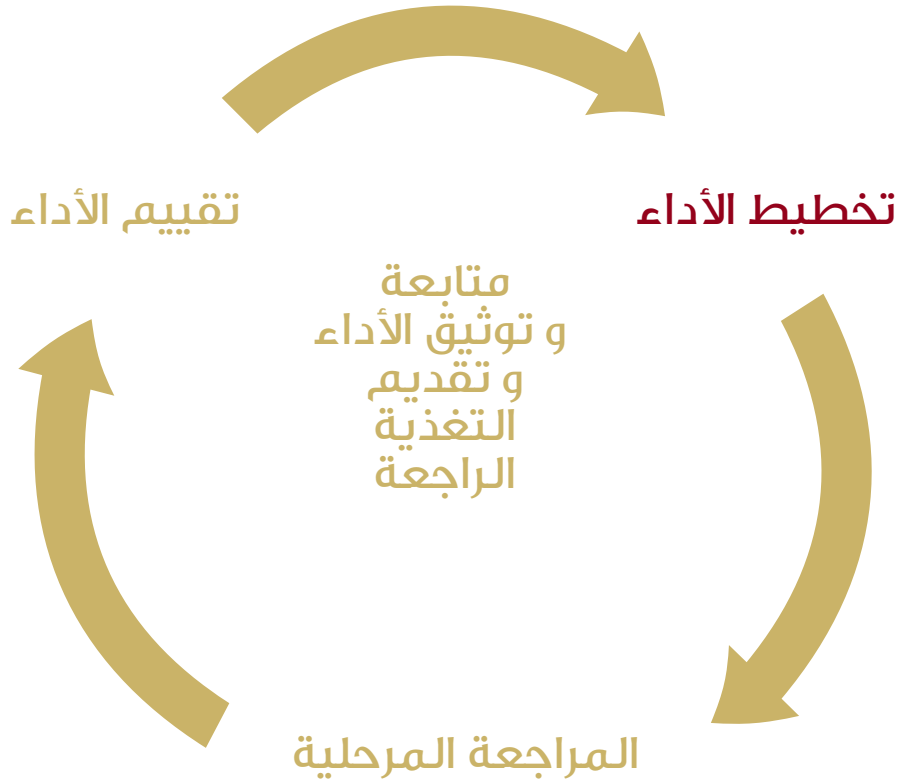 تخطيط الأداء
تقييم الأداء
متابعة
و توثيق الأداء
و تقديم
التغذية
الراجعة
المراجعة المرحلية